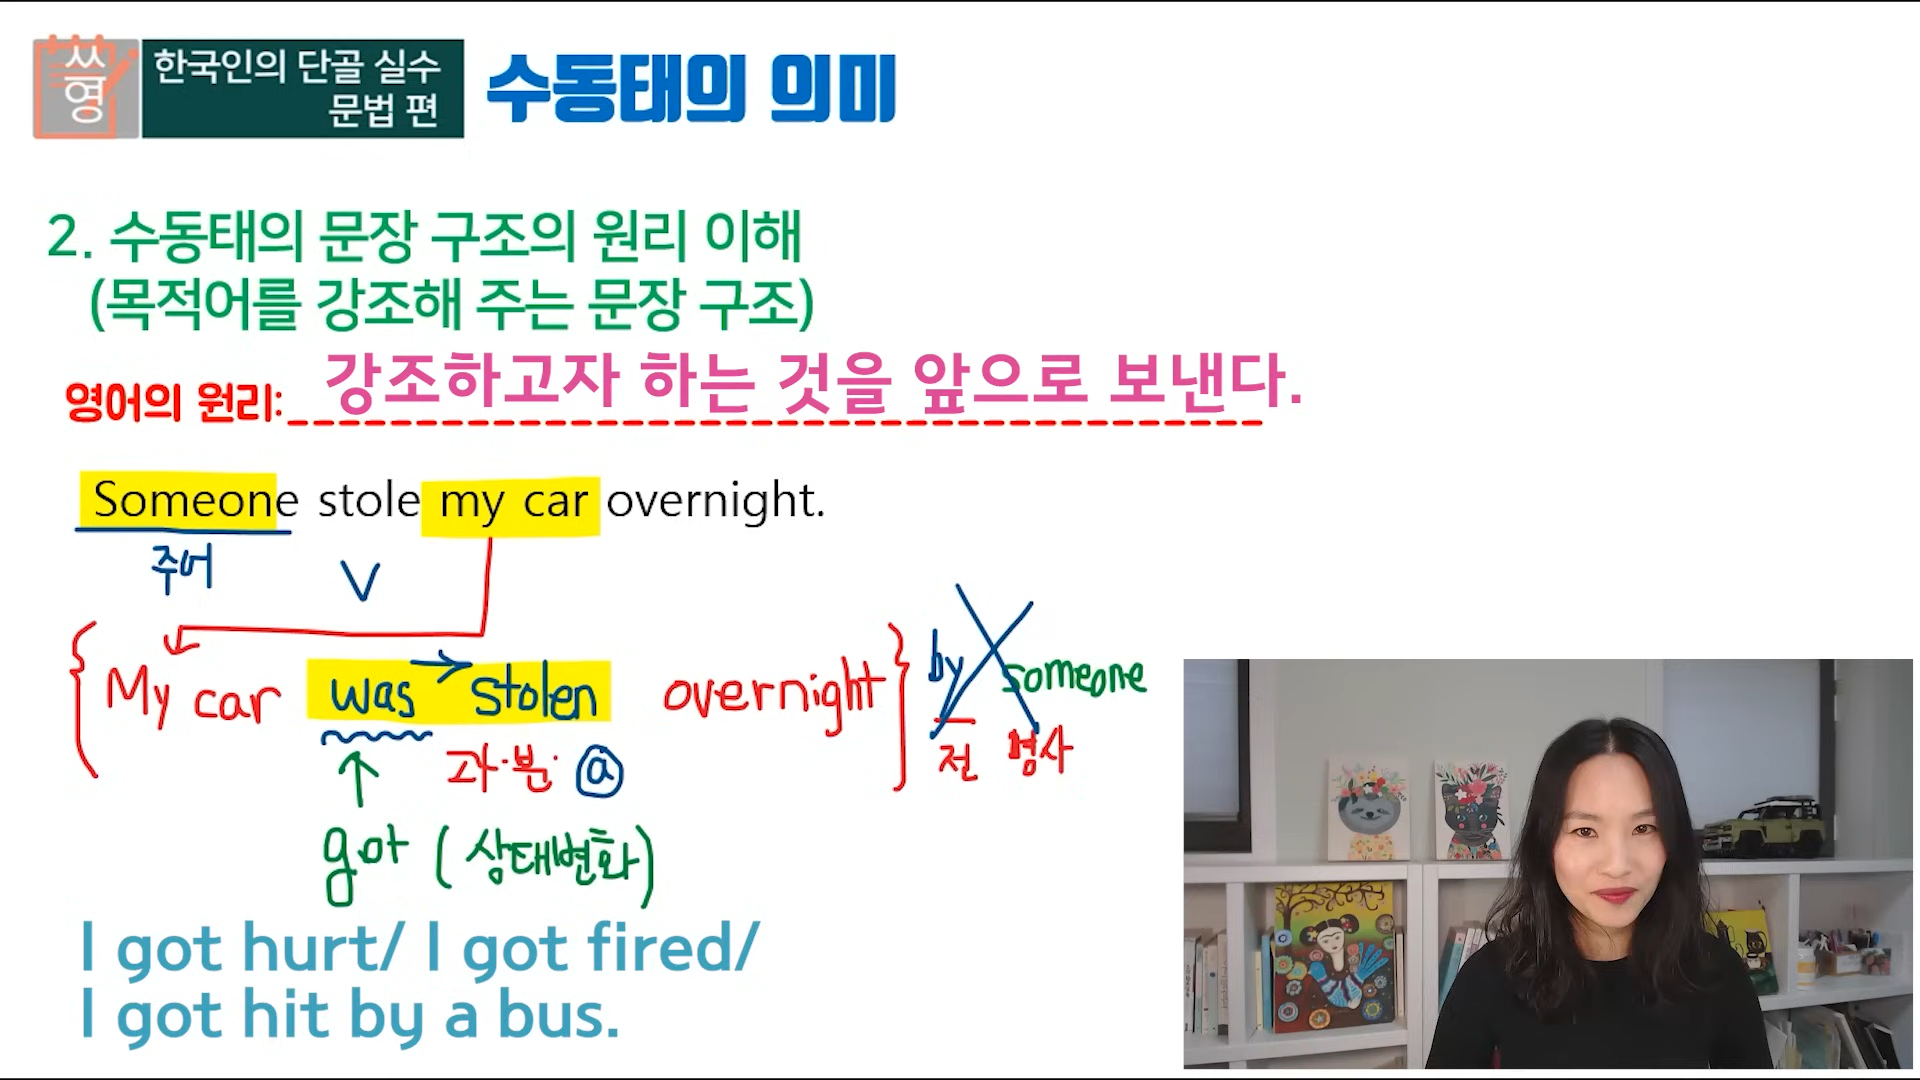 쓰
영
한국인의 단골 실수
문법 편
수동태의 의미
2. 수동태의 문장 구조의 원리 이해
(목적어를 강조해 주는 문장 구조)
영어의 원리: 강조하고자 하는 것을 앞으로 보낸다.
Someone stole my car overnight.
주어 V
{ My car was → stolen overnight } by someone
과·분· ⓐ 전 명사
got (상태변화)
I got hurt/ I got fired/
I got hit by a bus.